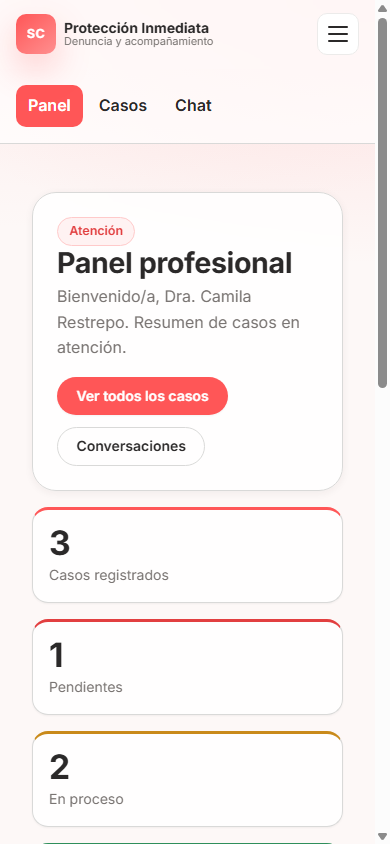 SC
Protección Inmediata
Denuncia y acompañamiento
Panel
Casos
Chat
Atención
Panel profesional
Bienvenido/a, Dra. Camila
Restrepo. Resumen de casos en
atención.
Ver todos los casos
Conversaciones
3
Casos registrados
1
Pendientes
2
En proceso